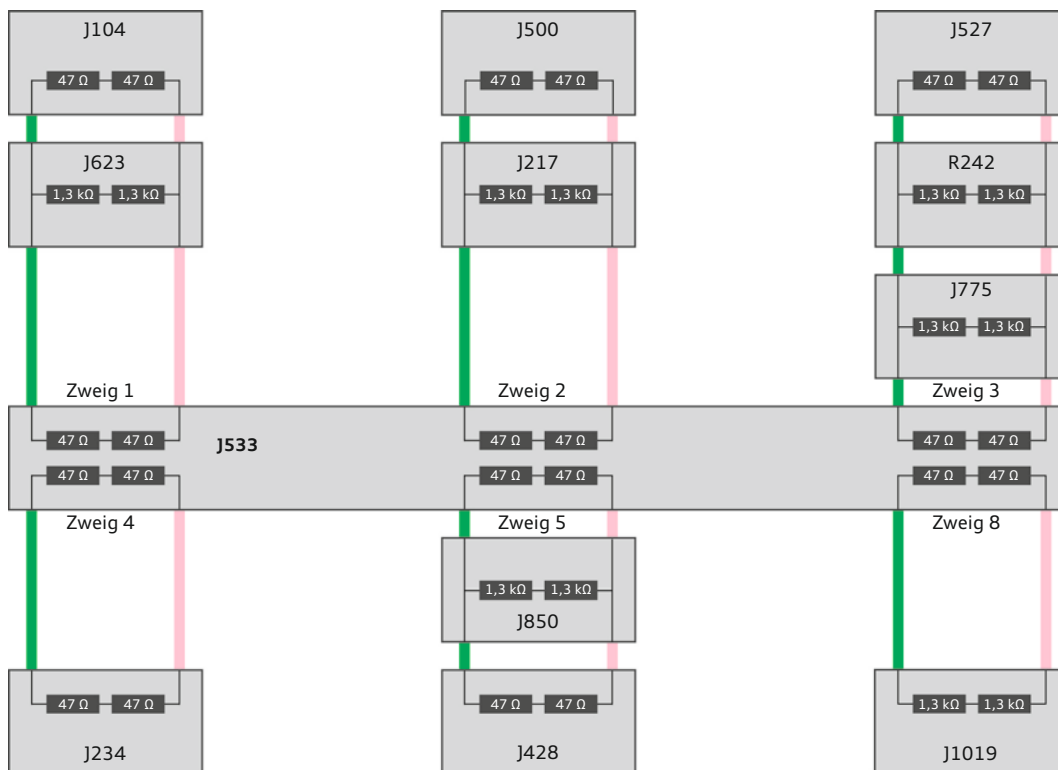 J104 J500 J527
47 Ω 47 Ω 47 Ω 47 Ω 47 Ω 47 Ω
J623 J217 R242
1,3 kΩ 1,3 kΩ 1,3 kΩ 1,3 kΩ 1,3 kΩ 1,3 kΩ
J775
1,3 kΩ 1,3 kΩ
Zweig 1 Zweig 2 Zweig 3
47 Ω 47 Ω J533 47 Ω 47 Ω 47 Ω 47 Ω
47 Ω 47 Ω 47 Ω 47 Ω 47 Ω 47 Ω
Zweig 4 Zweig 5 Zweig 8
1,3 kΩ 1,3 kΩ
J850
47 Ω 47 Ω 47 Ω 47 Ω 1,3 kΩ 1,3 kΩ
J234 J428 J1019